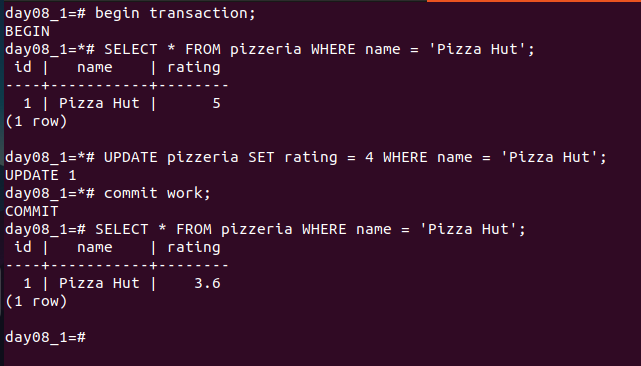 day08_1=# begin transaction;
BEGIN
day08_1=*# SELECT * FROM pizzeria WHERE name = 'Pizza Hut';
 id |   name    | rating
----+-----------+--------
  1 | Pizza Hut |      5
(1 row)

day08_1=*# UPDATE pizzeria SET rating = 4 WHERE name = 'Pizza Hut';
UPDATE 1
day08_1=*# commit work;
COMMIT
day08_1=# SELECT * FROM pizzeria WHERE name = 'Pizza Hut';
 id |   name    | rating
----+-----------+--------
  1 | Pizza Hut |    3.6
(1 row)

day08_1=#